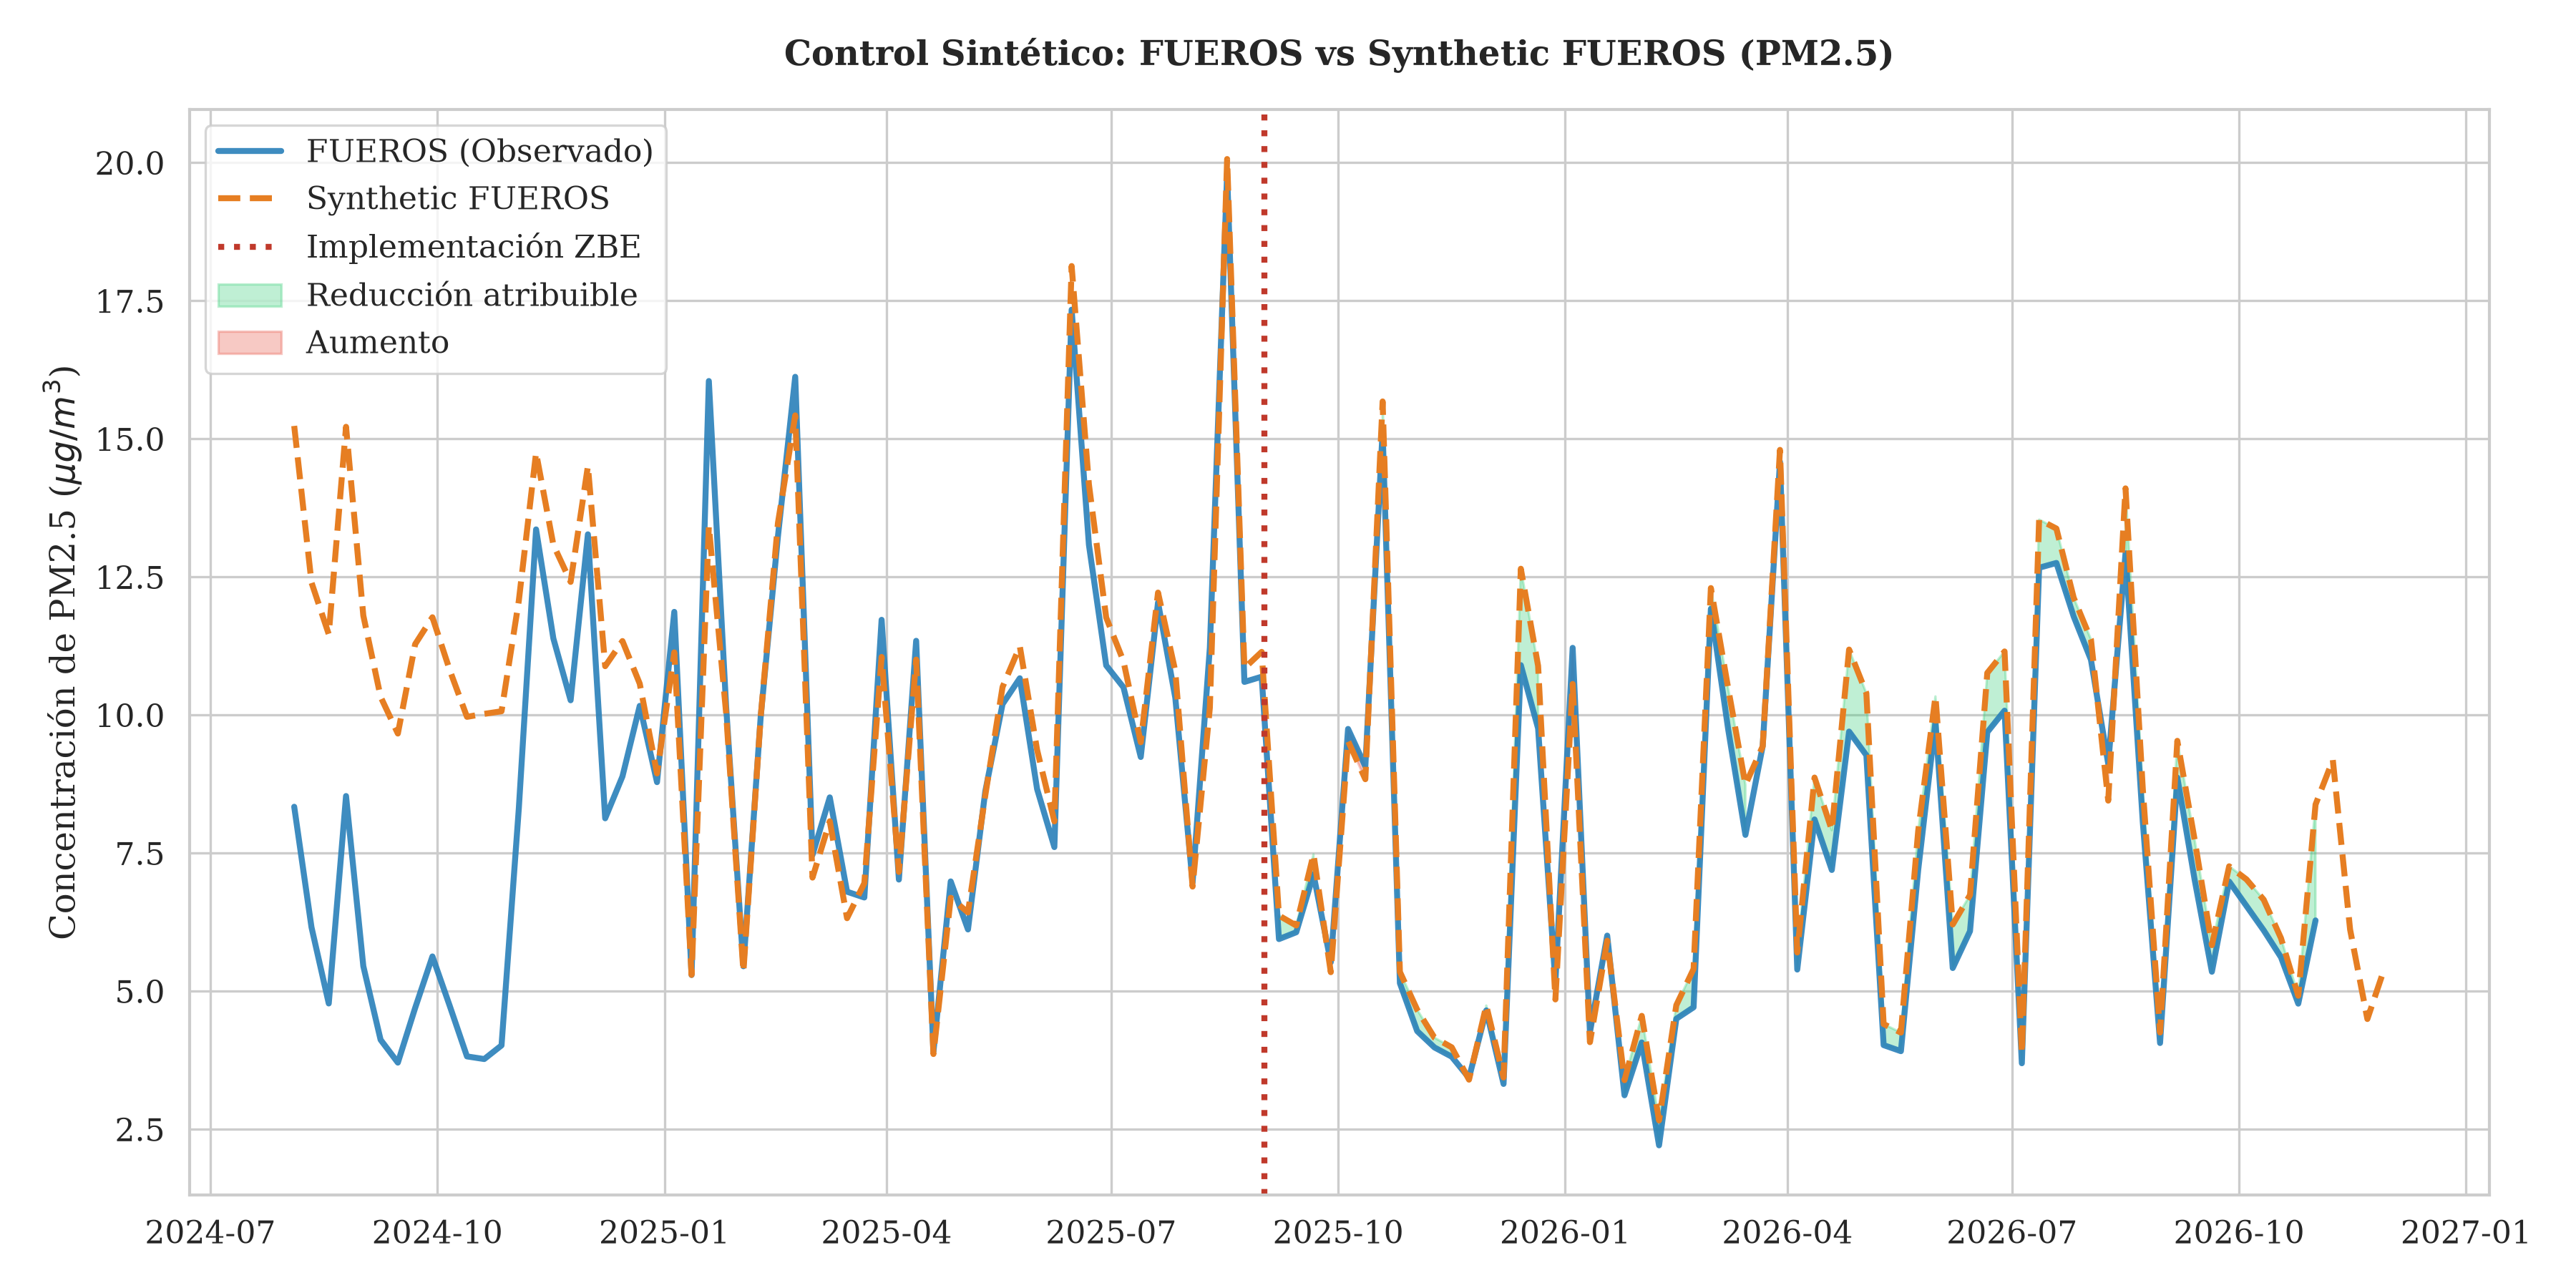 Control Sintético: FUEROS vs Synthetic FUEROS (PM2.5)
FUEROS (Observado)
Synthetic FUEROS
Implementación ZBE
Reducción atribuible
Aumento
Concentración de PM2.5 (μg/m³)
20.0
17.5
15.0
12.5
10.0
7.5
5.0
2.5
2024-07
2024-10
2025-01
2025-04
2025-07
2025-10
2026-01
2026-04
2026-07
2026-10
2027-01